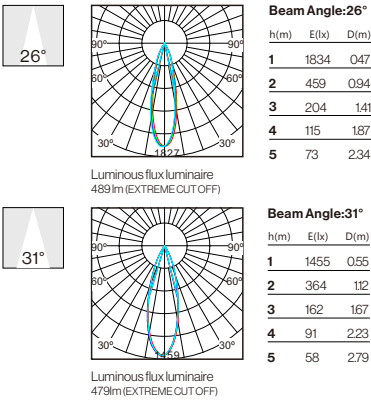 26°
90° 90°
60° 60°
30° 30°
1827
Luminous flux luminaire
489 lm (EXTREME CUT OFF)
Beam Angle:26°
h(m) E(lx) D(m)
1 1834 047
2 459 0.94
3 204 1.41
4 115 1.87
5 73 2.34
31°
90° 90°
60° 60°
30° 30°
1459
Luminous flux luminaire
479lm (EXTREME CUT OFF)
Beam Angle:31°
h(m) E(lx) D(m)
1 1455 0.55
2 364 1.12
3 162 1.67
4 91 2.23
5 58 2.79